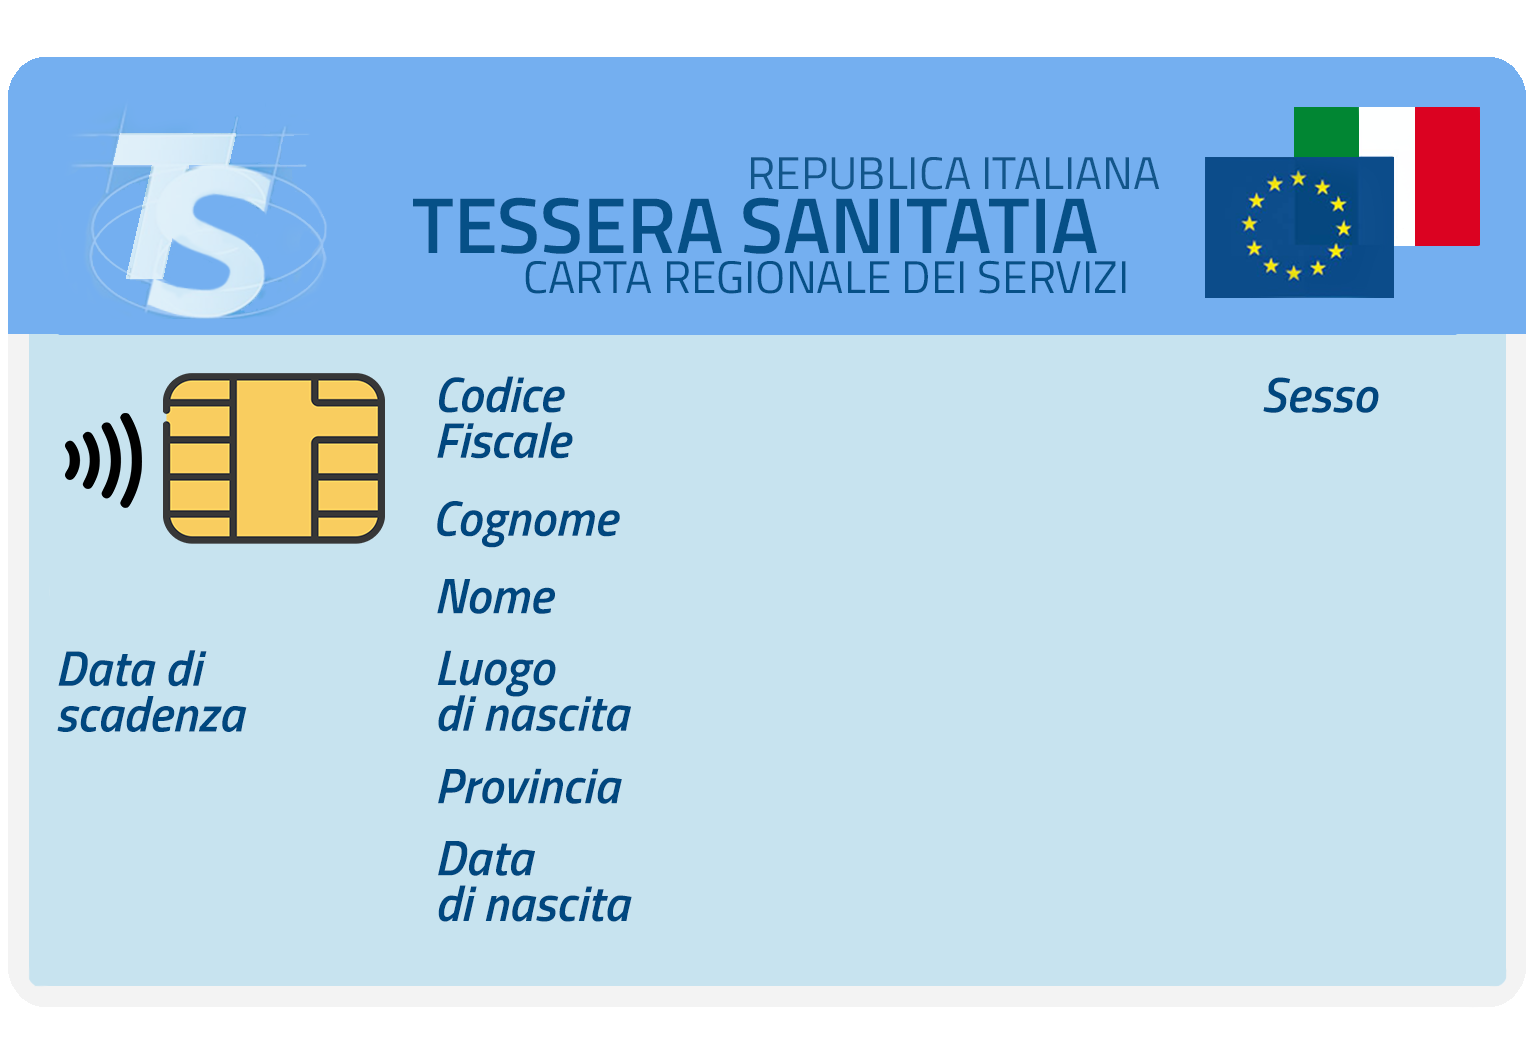 TS
REPUBLICA ITALIANA
TESSERA SANITATIA
CARTA REGIONALE DEI SERVIZI
Codice
Fiscale
Sesso
Cognome
Nome
Data di
scadenza
Luogo
di nascita
Provincia
Data
di nascita